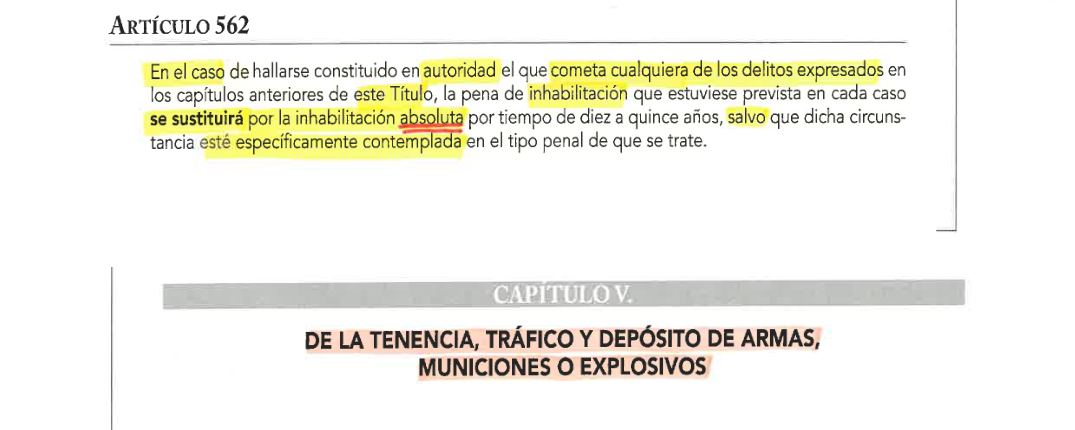 ARTÍCULO 562
En el caso de hallarse constituido en autoridad el que cometa cualquiera de los delitos expresados en
los capítulos anteriores de este Título, la pena de inhabilitación que estuviese prevista en cada caso
se sustituirá por la inhabilitación absoluta por tiempo de diez a quince años, salvo que dicha circuns-
tancia esté específicamente contemplada en el tipo penal de que se trate.
CAPÍTULO V.
DE LA TENENCIA, TRÁFICO Y DEPÓSITO DE ARMAS,
MUNICIONES O EXPLOSIVOS